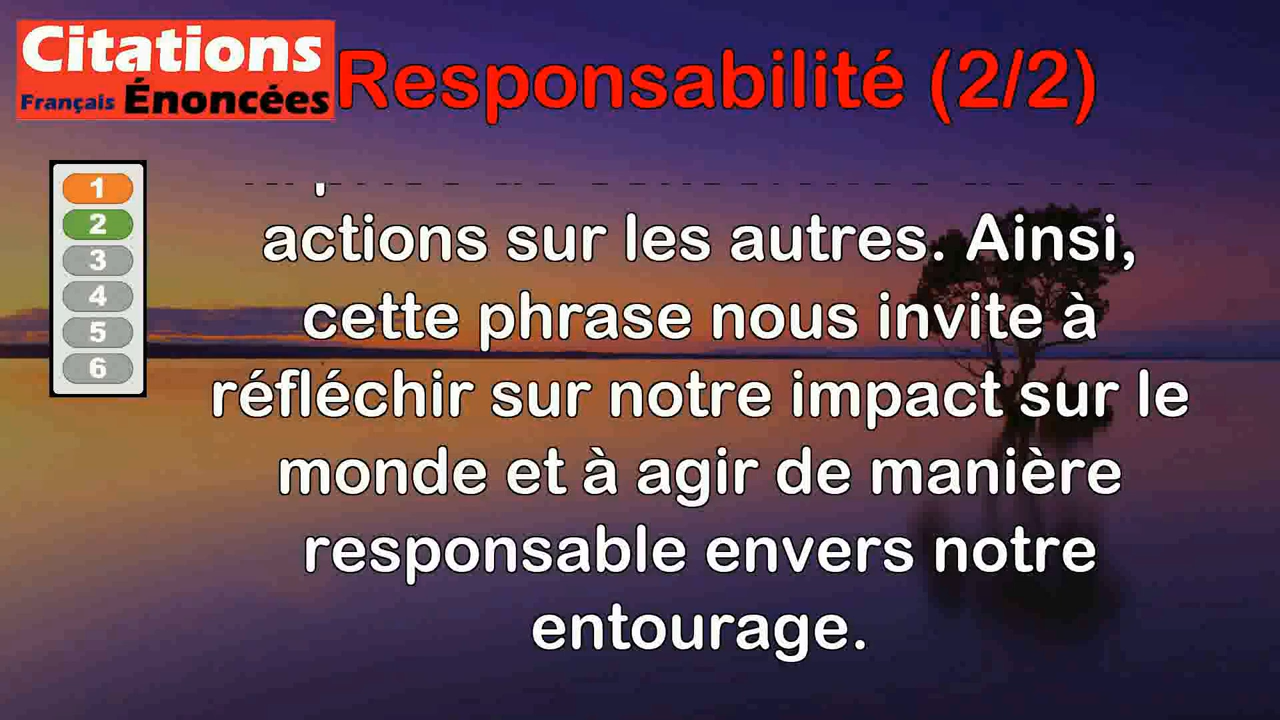 Citations
Français Énoncées
Responsabilité (2/2)
1
2
3
4
5
6
actions sur les autres. Ainsi,
cette phrase nous invite à
réfléchir sur notre impact sur le
monde et à agir de manière
responsable envers notre
entourage.